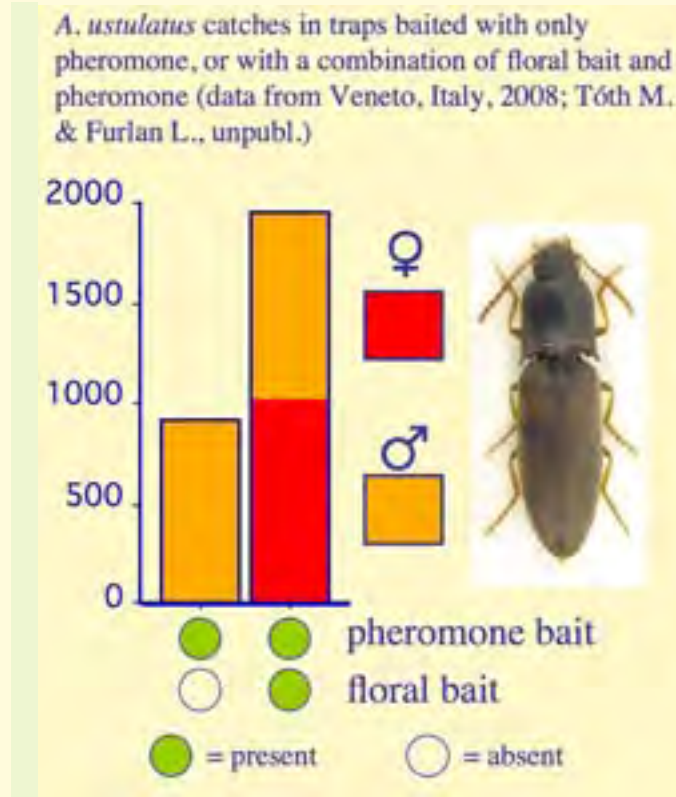 A. ustulatus catches in traps baited with only
pheromone, or with a combination of floral bait and
pheromone (data from Veneto, Italy, 2008; Tóth M.
& Furlan L., unpubl.)
2000
1500
1000
500
0
♀
♂
pheromone bait
floral bait
= present = absent